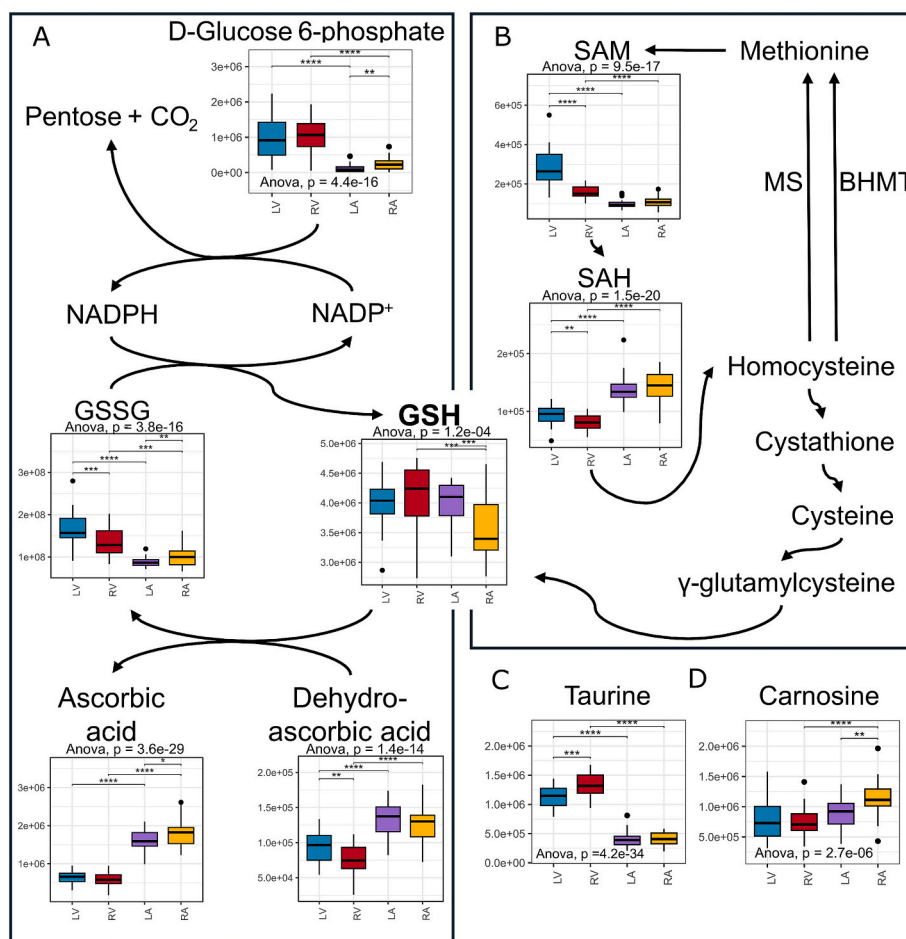 A
D-Glucose 6-phosphate
****
****
**
3e+06
2e+06
1e+06
0e+00
Anova, p = 4.4e-16
LV
RV
LA
RA
Pentose + CO₂
NADPH
NADP⁺
GSSG
Anova, p = 3.8e-16
**
***
****
***
3e+08
2e+08
1e+08
LV
RV
LA
RA
GSH
Anova, p = 1.2e-04
***
***
5.0e+06
4.5e+06
4.0e+06
3.5e+06
3.0e+06
LV
RV
LA
RA
Ascorbic
acid
Anova, p = 3.6e-29
*
****
****
3e+06
2e+06
1e+06
LV
RV
LA
RA
Dehydro-
ascorbic acid
Anova, p = 1.4e-14
****
****
**
2.0e+05
1.5e+05
1.0e+05
5.0e+04
LV
RV
LA
RA
B
SAM
Methionine
Anova, p = 9.5e-17
****
****
****
6e+05
4e+05
2e+05
LV
RV
LA
RA
MS
BHMT
SAH
Anova, p = 1.5e-20
****
****
**
2e+05
1e+05
LV
RV
LA
RA
Homocysteine
Cystathione
Cysteine
γ-glutamylcysteine
C
Taurine
****
****
***
2.0e+06
1.5e+06
1.0e+06
5.0e+05
0.0e+00
Anova, p =4.2e-34
LV
RV
LA
RA
D
Carnosine
****
**
2.0e+06
1.5e+06
1.0e+06
5.0e+05
Anova, p = 2.7e-06
LV
RV
LA
RA